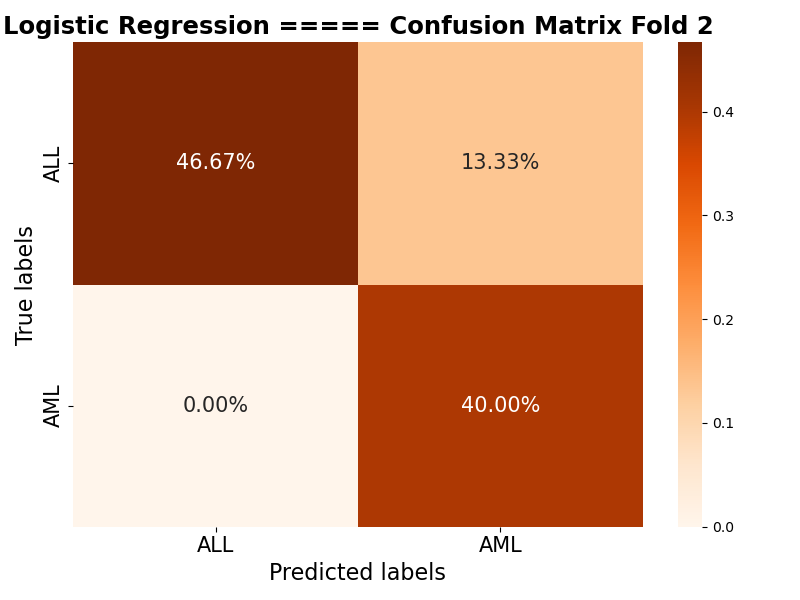 Logistic Regression ===== Confusion Matrix Fold 2
True labels
ALL
46.67%
13.33%
AML
0.00%
40.00%
ALL
AML
Predicted labels
0.4
0.3
0.2
0.1
0.0